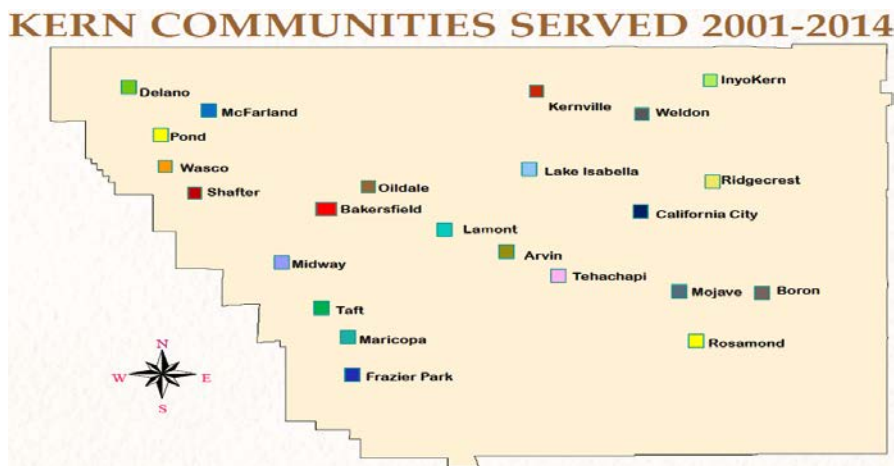 KERN COMMUNITIES SERVED 2001-2014
InyoKern
Delano
Kernville
McFarland
Weldon
Pond
Wasco
Lake Isabella
Ridgecrest
Oildale
Shafter
Bakersfield
California City
Lamont
Arvin
Midway
Tehachapi
Mojave
Boron
Taft
Maricopa
Rosamond
N
W
E
S
Frazier Park